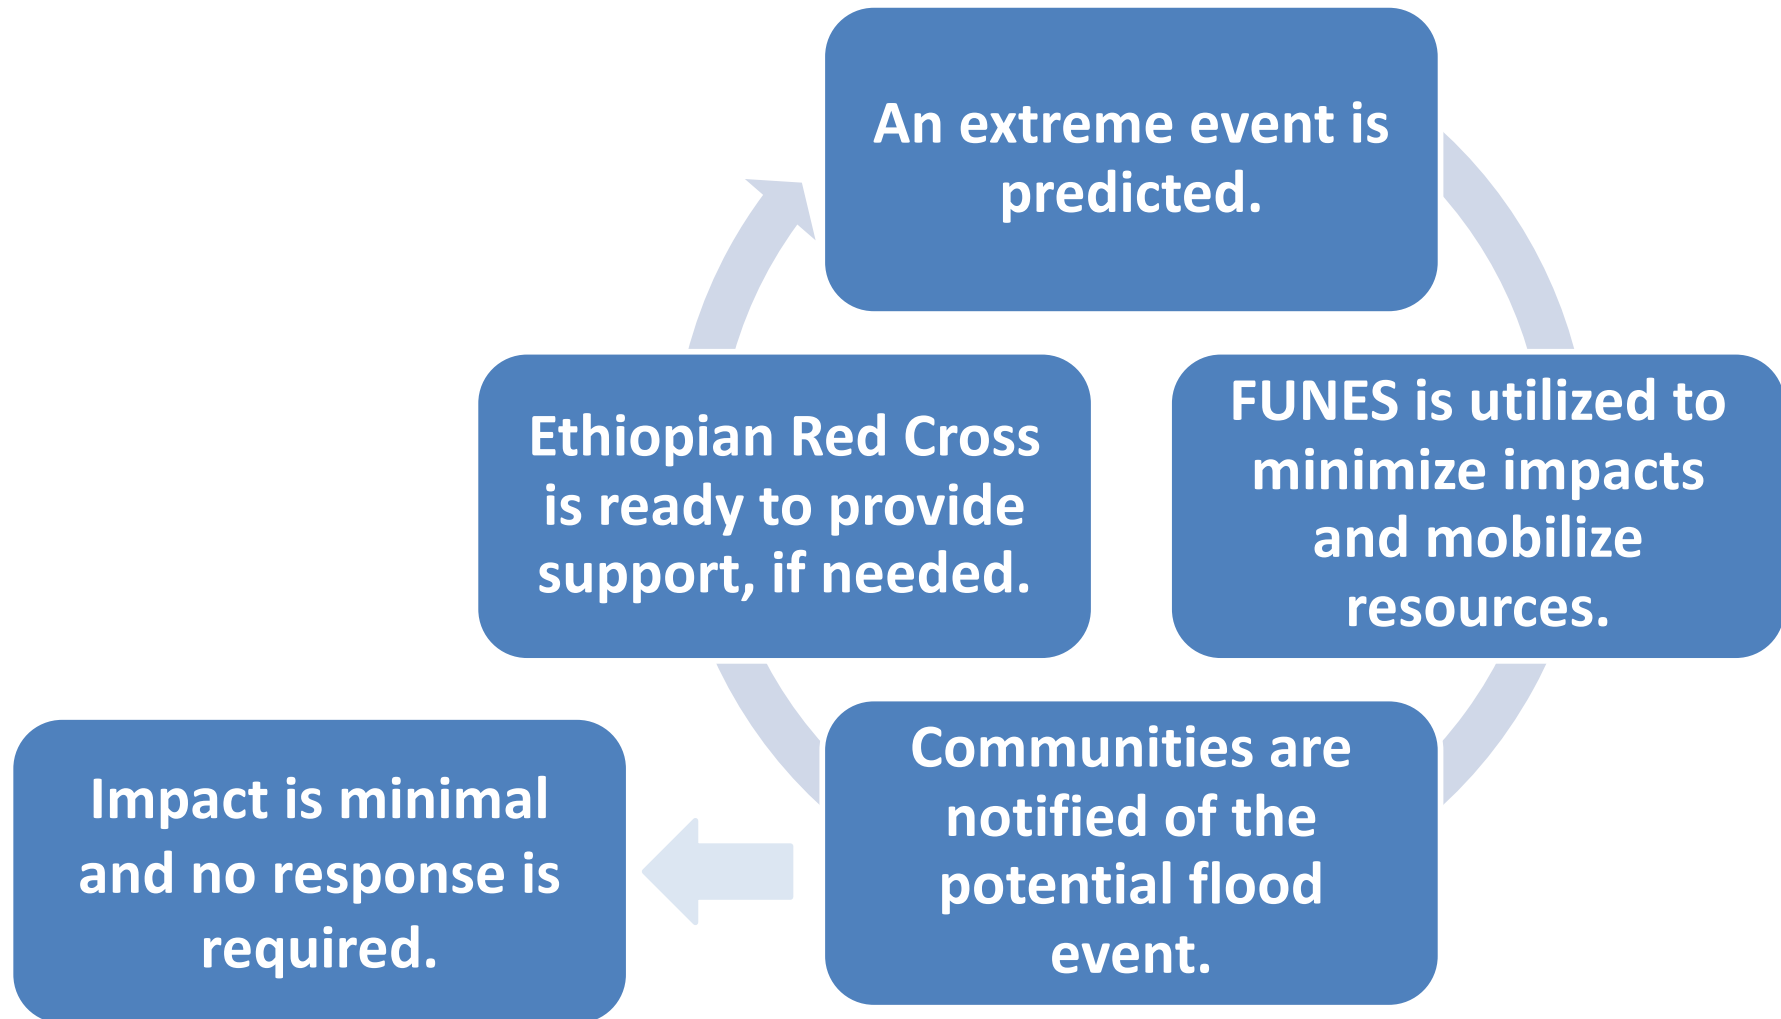 An extreme event is
predicted.
FUNES is utilized to
minimize impacts
and mobilize
resources.
Communities are
notified of the
potential flood
event.
Ethiopian Red Cross
is ready to provide
support, if needed.
Impact is minimal
and no response is
required.